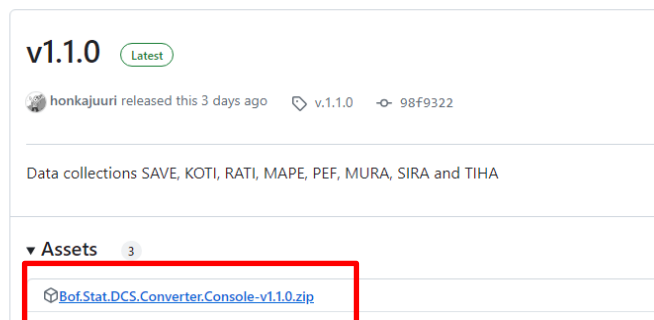 v1.1.0 Latest
honkajuuri released this 3 days ago v.1.1.0 98f9322
Data collections SAVE, KOTI, RATI, MAPE, PEF, MURA, SIRA and TIHA
Assets 3
Bof.Stat.DCS.Converter.Console-v1.1.0.zip